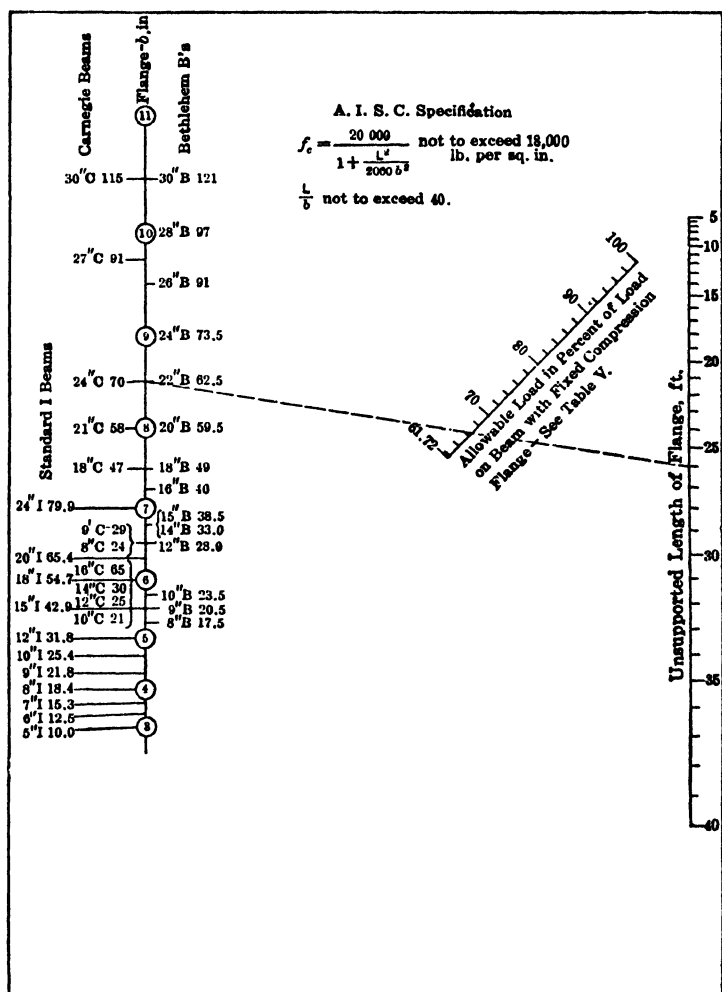 Carnegie Beams
Flange-b, in
Bethlehem B's
11
A. I. S. C. Specification
f_c = 20 000 / (1 + L² / 2000 b²) not to exceed 18,000
lb. per sq. in.
L/b not to exceed 40.
30"C 115
30"B 121
10
28"B 97
27"C 91
26"B 91
9
24"B 73.5
Standard I Beams
24"C 70
22"B 62.5
21"C 58
8
20"B 59.5
18"C 47
18"B 49
16"B 40
24"I 79.9
7
15"B 38.5
14"B 33.0
9'C-29
8"C 24
12"B 28.0
20"I 65.4
16"C 65
18"I 54.7
6
14"C 30
10"B 23.5
12"C 25
15"I 42.9
9"B 20.5
10"C 21
8"B 17.5
12"I 31.8
5
10"I 25.4
9"I 21.8
8"I 18.4
4
7"I 15.3
6"I 12.5
5"I 10.0
3
61.72
70
80
90
100
Allowable Load in Percent of Load
on Beam with Fixed Compression
Flange - See Table V.
Unsupported Length of Flange, ft.
5
10
15
20
25
30
35
40